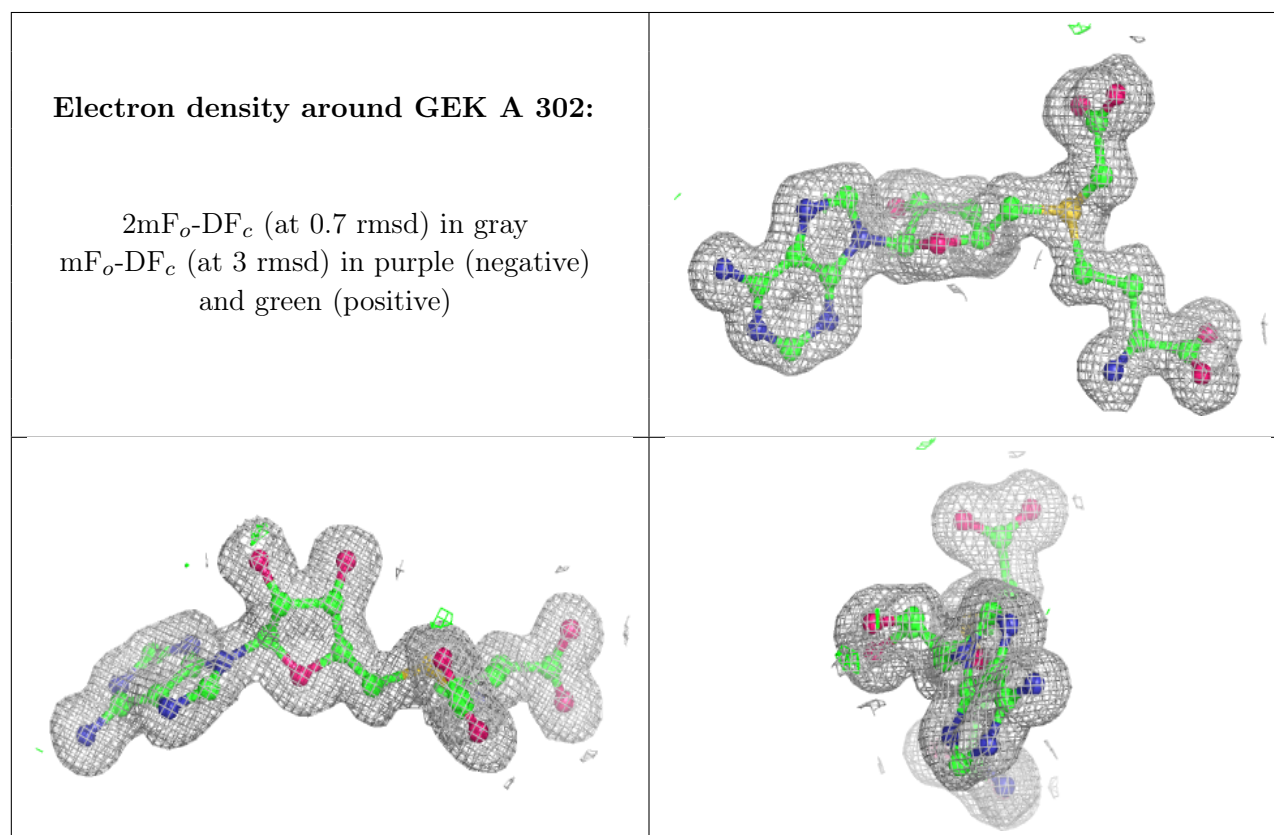 Electron density around GEK A 302:
2mFₒ-DF𝒸 (at 0.7 rmsd) in gray
mFₒ-DF𝒸 (at 3 rmsd) in purple (negative)
and green (positive)